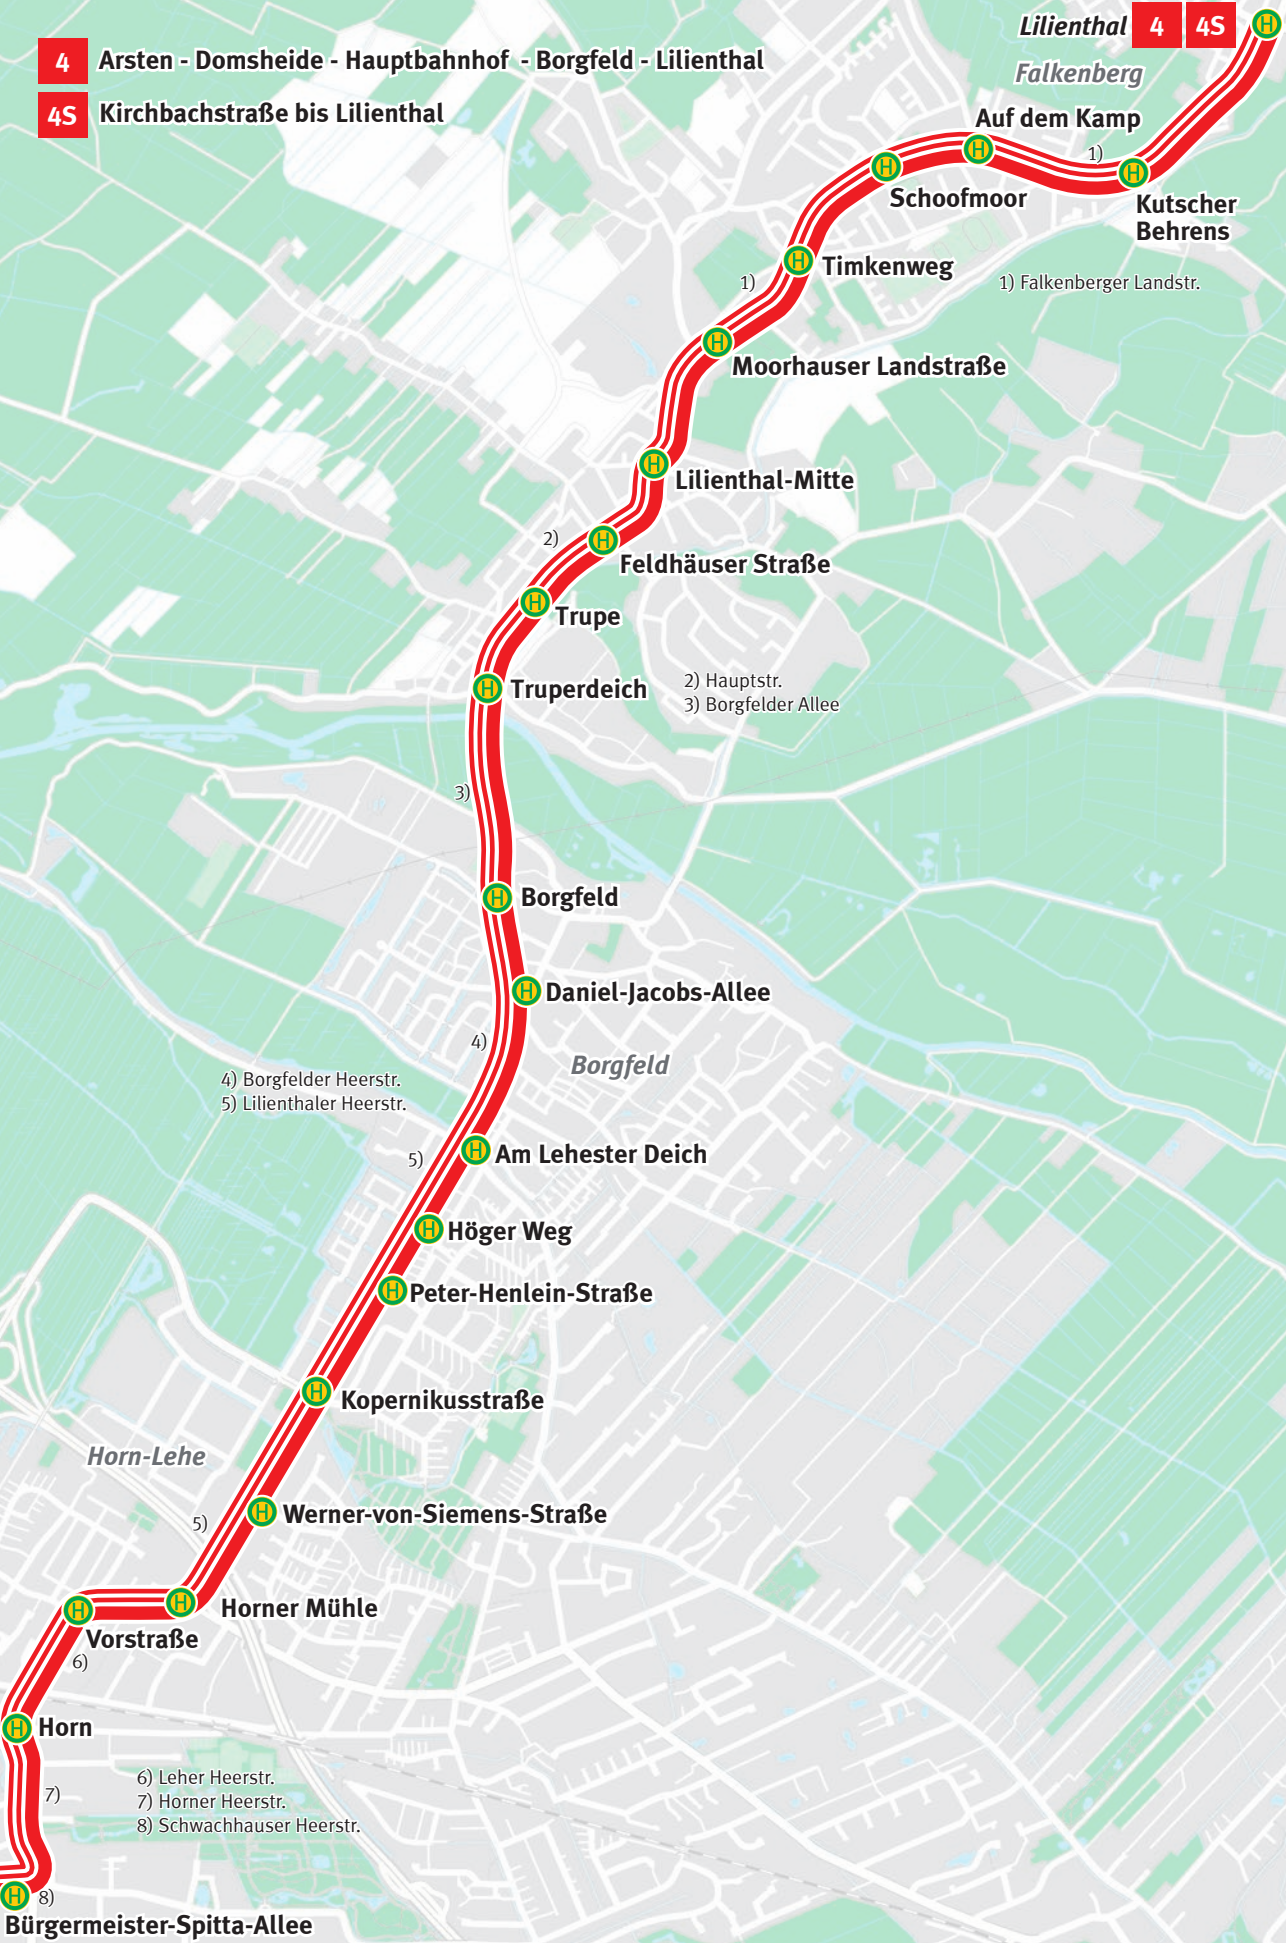 Lilienthal 4 4S
4 Arsten - Domsheide - Hauptbahnhof - Borgfeld - Lilienthal
Falkenberg
4S Kirchbachstraße bis Lilienthal
Auf dem Kamp
1)
H
Schoofmoor
Kutscher
Behrens
Timkenweg
1)
1) Falkenberger Landstr.
Moorhauser Landstraße
Lilienthal-Mitte
2)
Feldhäuser Straße
Trupe
Truperdeich
2) Hauptstr.
3) Borgfelder Allee
3)
Borgfeld
Daniel-Jacobs-Allee
4)
Borgfeld
4) Borgfelder Heerstr.
5) Lilienthaler Heerstr.
5)
Am Lehester Deich
Höger Weg
Peter-Henlein-Straße
Kopernikusstraße
Horn-Lehe
Werner-von-Siemens-Straße
5)
Horner Mühle
Vorstraße
6)
Horn
6) Leher Heerstr.
7)
7) Horner Heerstr.
8) Schwachhauser Heerstr.
8)
Bürgermeister-Spitta-Allee